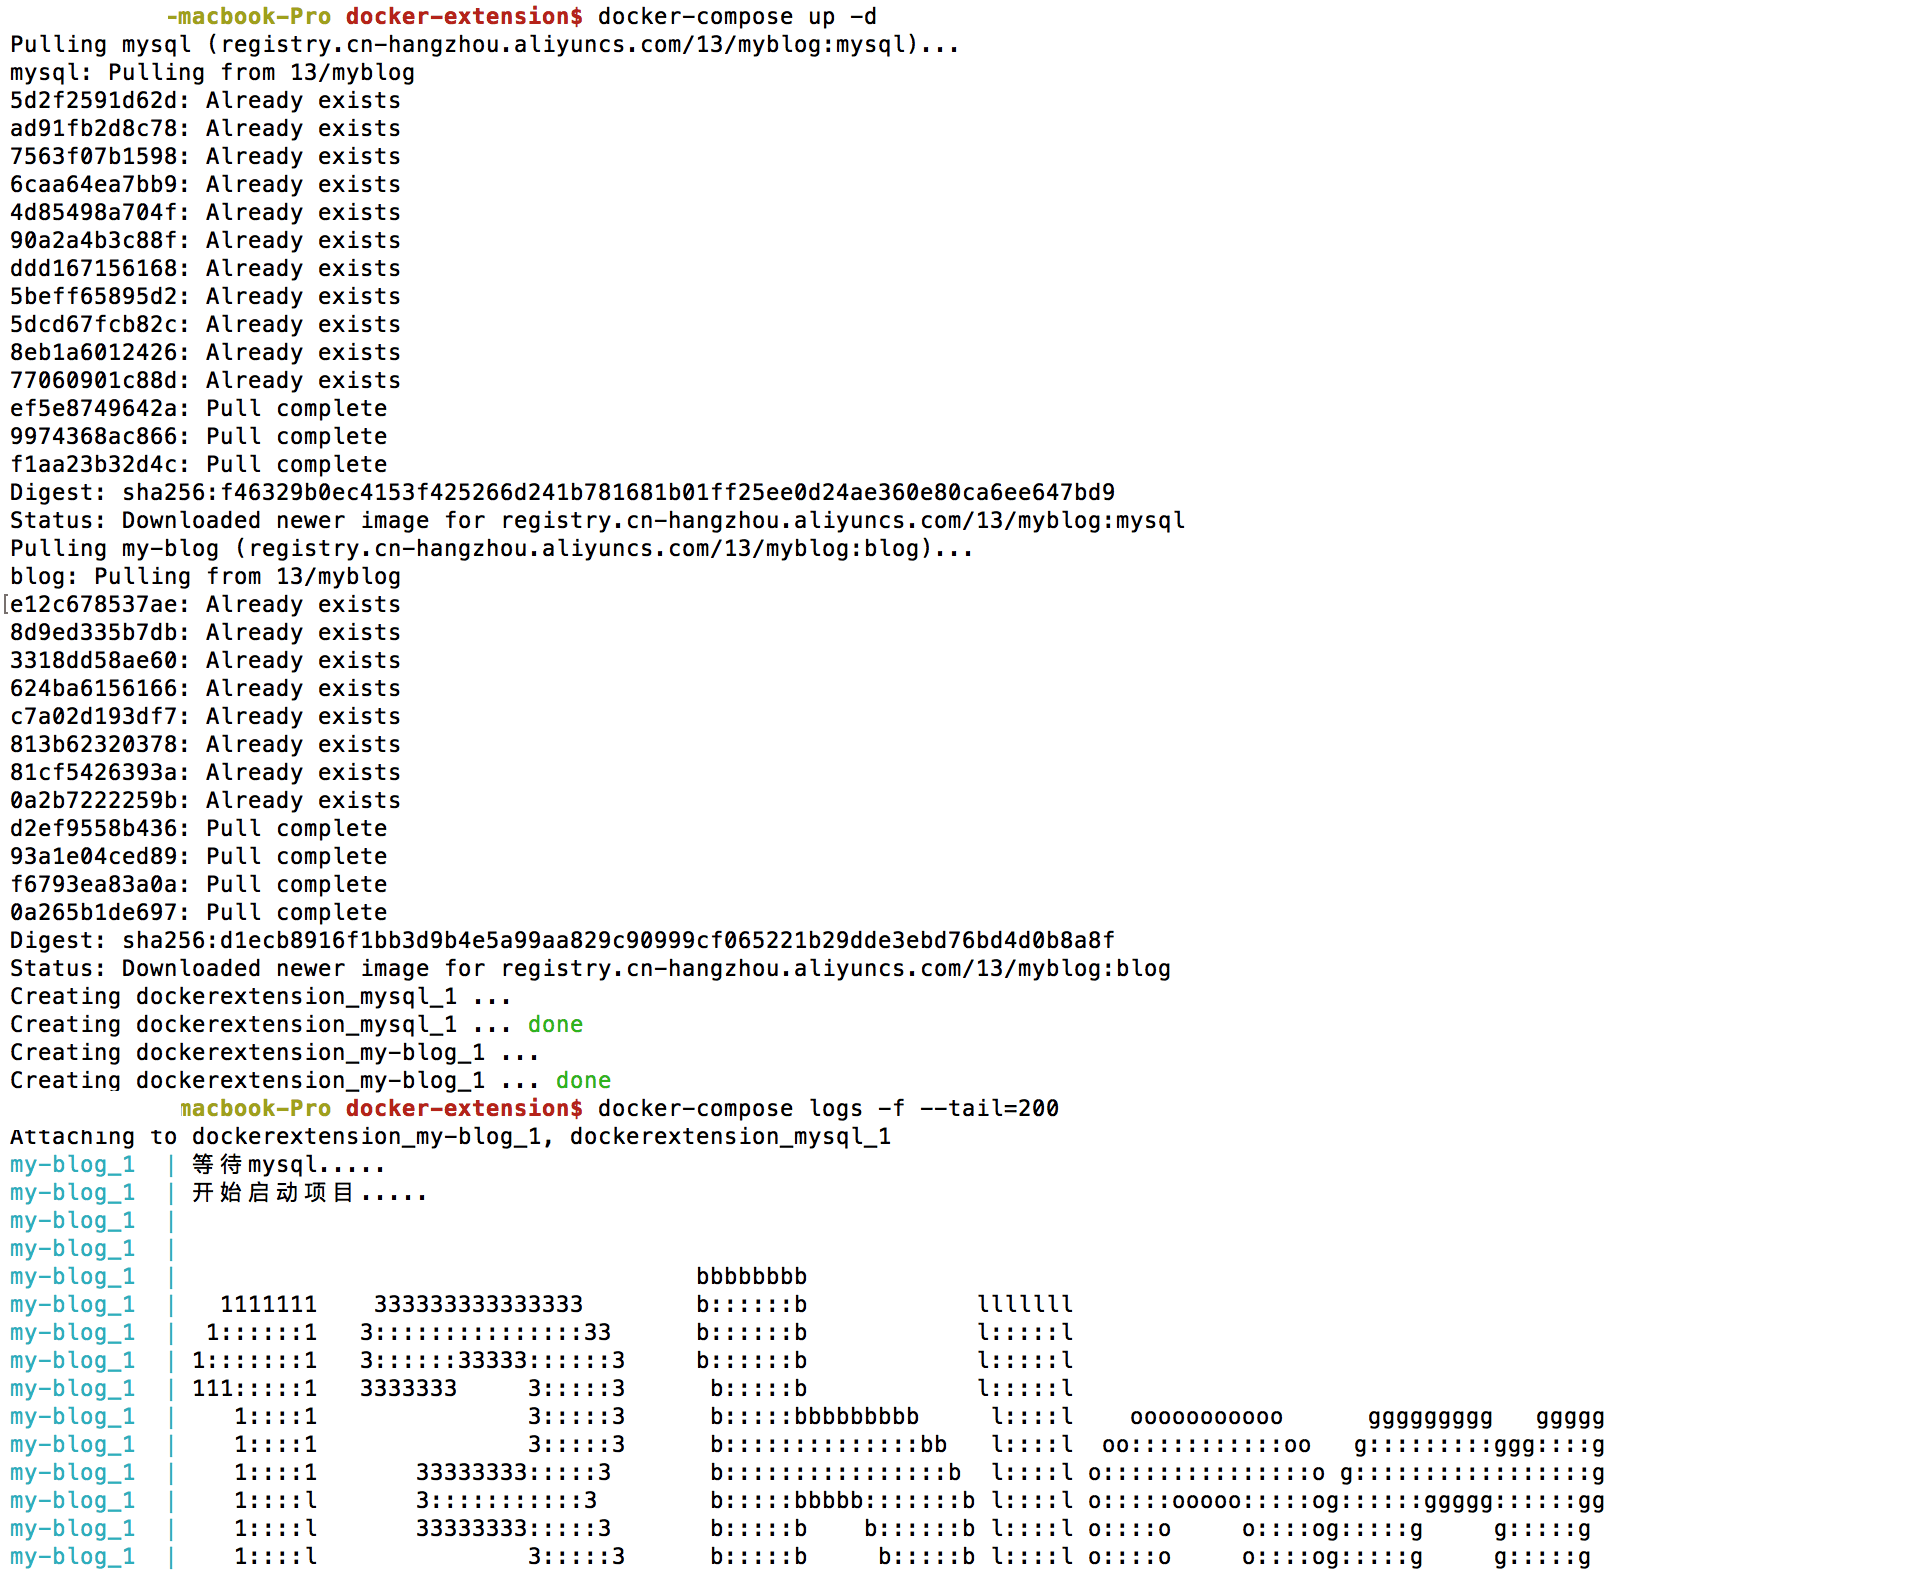 -macbook-Pro docker-extension$ docker-compose up -d
Pulling mysql (registry.cn-hangzhou.aliyuncs.com/13/myblog:mysql)...
mysql: Pulling from 13/myblog
5d2f2591d62d: Already exists
ad91fb2d8c78: Already exists
7563f07b1598: Already exists
6caa64ea7bb9: Already exists
4d85498a704f: Already exists
90a2a4b3c88f: Already exists
ddd167156168: Already exists
5beff65895d2: Already exists
5dcd67fcb82c: Already exists
8eb1a6012426: Already exists
77060901c88d: Already exists
ef5e8749642a: Pull complete
9974368ac866: Pull complete
f1aa23b32d4c: Pull complete
Digest: sha256:f46329b0ec4153f425266d241b781681b01ff25ee0d24ae360e80ca6ee647bd9
Status: Downloaded newer image for registry.cn-hangzhou.aliyuncs.com/13/myblog:mysql
Pulling my-blog (registry.cn-hangzhou.aliyuncs.com/13/myblog:blog)...
blog: Pulling from 13/myblog
[e12c678537ae: Already exists
8d9ed335b7db: Already exists
3318dd58ae60: Already exists
624ba6156166: Already exists
c7a02d193df7: Already exists
813b62320378: Already exists
81cf5426393a: Already exists
0a2b7222259b: Already exists
d2ef9558b436: Pull complete
93a1e04ced89: Pull complete
f6793ea83a0a: Pull complete
0a265b1de697: Pull complete
Digest: sha256:d1ecb8916f1bb3d9b4e5a99aa829c90999cf065221b29dde3ebd76bd4d0b8a8f
Status: Downloaded newer image for registry.cn-hangzhou.aliyuncs.com/13/myblog:blog
Creating dockerextension_mysql_1 ...
Creating dockerextension_mysql_1 ... done
Creating dockerextension_my-blog_1 ...
Creating dockerextension_my-blog_1 ... done
macbook-Pro docker-extension$ docker-compose logs -f --tail=200
Attaching to dockerextension_my-blog_1, dockerextension_mysql_1
my-blog_1  | 等待mysql.....
my-blog_1  | 开始启动项目.....
my-blog_1  |
my-blog_1  |
my-blog_1  |                                     bbbbbbbb
my-blog_1  |   1111111    333333333333333        b::::::b            lllllll
my-blog_1  |  1::::::1   3:::::::::::::::33      b::::::b            l:::::l
my-blog_1  | 1:::::::1   3::::::33333::::::3     b::::::b            l:::::l
my-blog_1  | 111:::::1   3333333     3:::::3      b:::::b            l:::::l
my-blog_1  |    1::::1               3:::::3      b:::::bbbbbbbbb     l::::l    ooooooooooo      ggggggggg   ggggg
my-blog_1  |    1::::1               3:::::3      b::::::::::::::bb   l::::l  oo:::::::::::oo   g:::::::::ggg::::g
my-blog_1  |    1::::1       33333333:::::3       b::::::::::::::::b  l::::l o:::::::::::::::o g:::::::::::::::::g
my-blog_1  |    1::::l       3:::::::::::3        b:::::bbbbb:::::::b l::::l o:::::ooooo:::::og::::::ggggg::::::gg
my-blog_1  |    1::::l       33333333:::::3       b:::::b    b::::::b l::::l o::::o     o::::og:::::g     g:::::g
my-blog_1  |    1::::l               3:::::3      b:::::b     b:::::b l::::l o::::o     o::::og:::::g     g:::::g